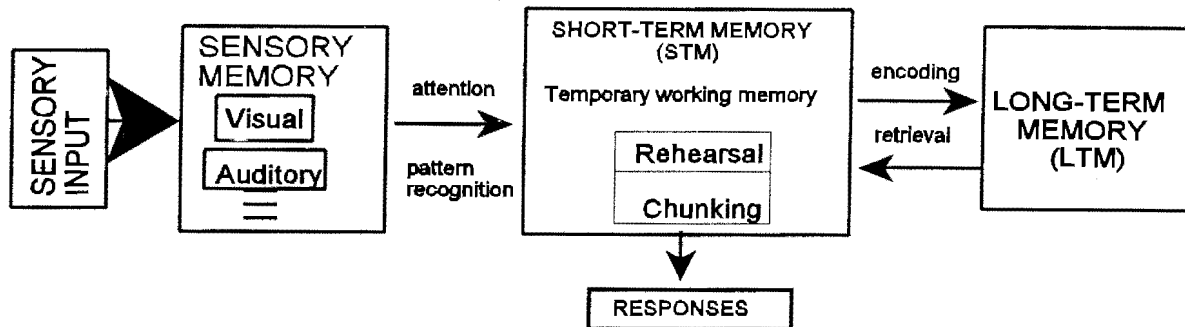 SENSORY
INPUT
SENSORY
MEMORY
Visual
Auditory
attention
pattern
recognition
SHORT-TERM MEMORY
(STM)
Temporary working memory
Rehearsal
Chunking
RESPONSES
encoding
retrieval
LONG-TERM
MEMORY
(LTM)